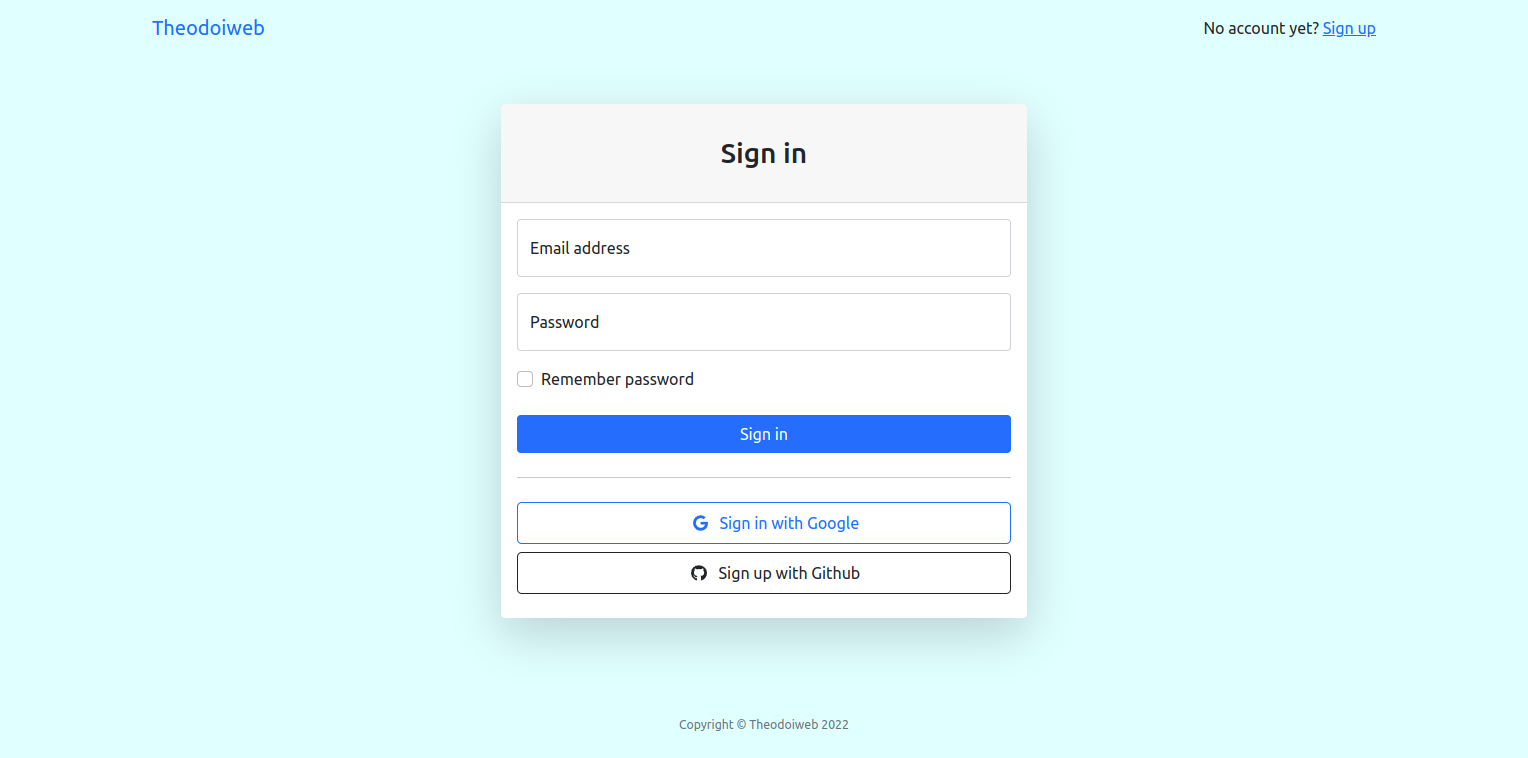 Theodoiweb
No account yet? Sign up
Sign in
Email address
Password
Remember password
Sign in
Sign in with Google
Sign up with Github
Copyright © Theodoiweb 2022